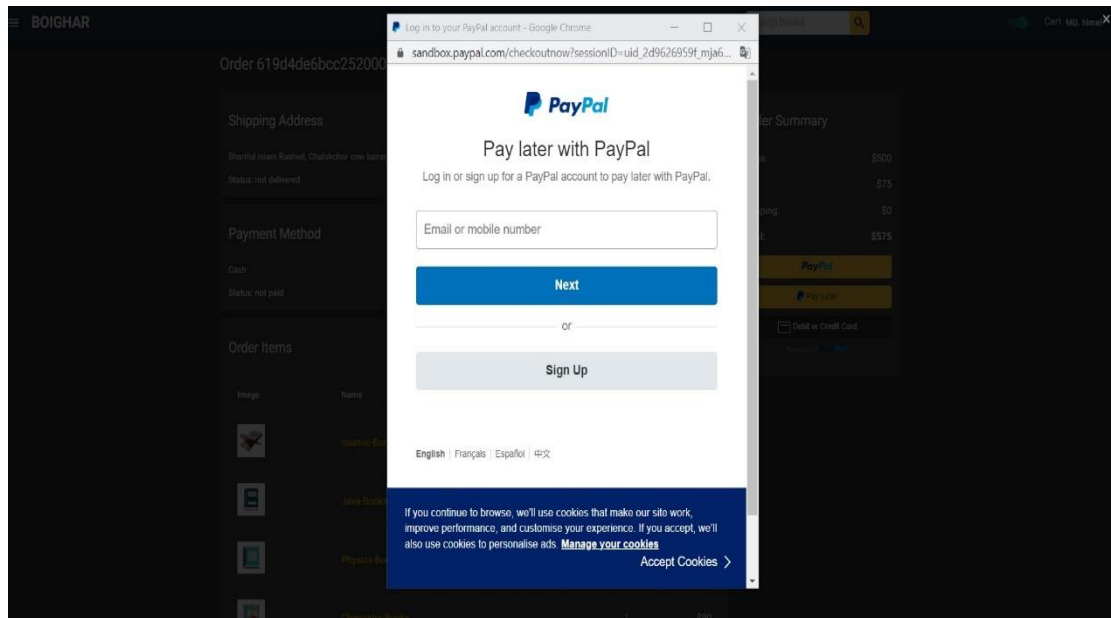 BOIGHAR
Cart
Order 619d4de6bcc252000
Shipping Address
Status: not delivered
Payment Method
Cash
Status: not paid
Order Items
Image Name
Java Books
Log in to your PayPal account - Google Chrome
sandbox.paypal.com/checkoutnow?sessionID=uid_2d9626959f_mja6...
PayPal
Pay later with PayPal
Log in or sign up for a PayPal account to pay later with PayPal.
Email or mobile number
Next
or
Sign Up
English Français Español 中文
If you continue to browse, we'll use cookies that make our site work,
improve performance, and customise your experience. If you accept, we'll
also use cookies to personalise ads. Manage your cookies
Accept Cookies
Summary
$500
$75
$0
$575
PayPal
Pay Later
Debit or Credit Card